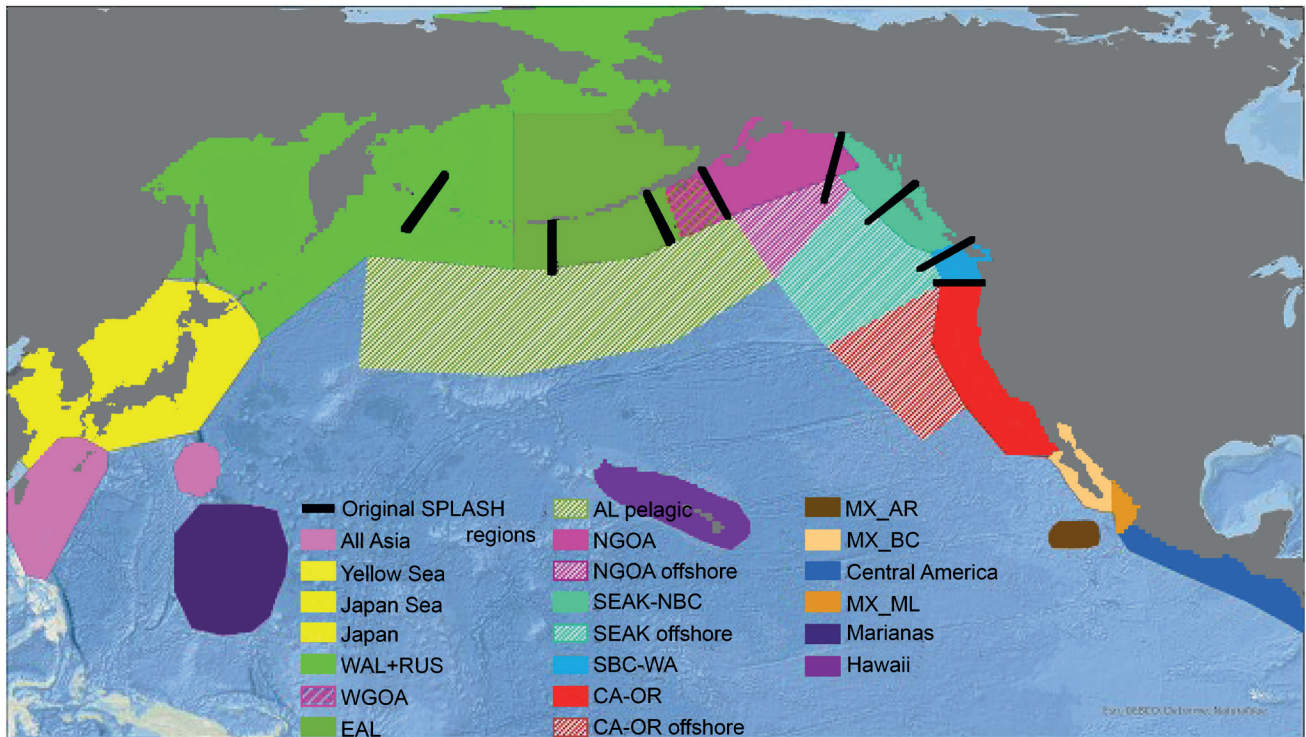 Original SPLASH
regions
All Asia
Yellow Sea
Japan Sea
Japan
WAL+RUS
WGOA
EAL
AL pelagic
NGOA
NGOA offshore
SEAK-NBC
SEAK offshore
SBC-WA
CA-OR
CA-OR offshore
MX_AR
MX_BC
Central America
MX_ML
Marianas
Hawaii